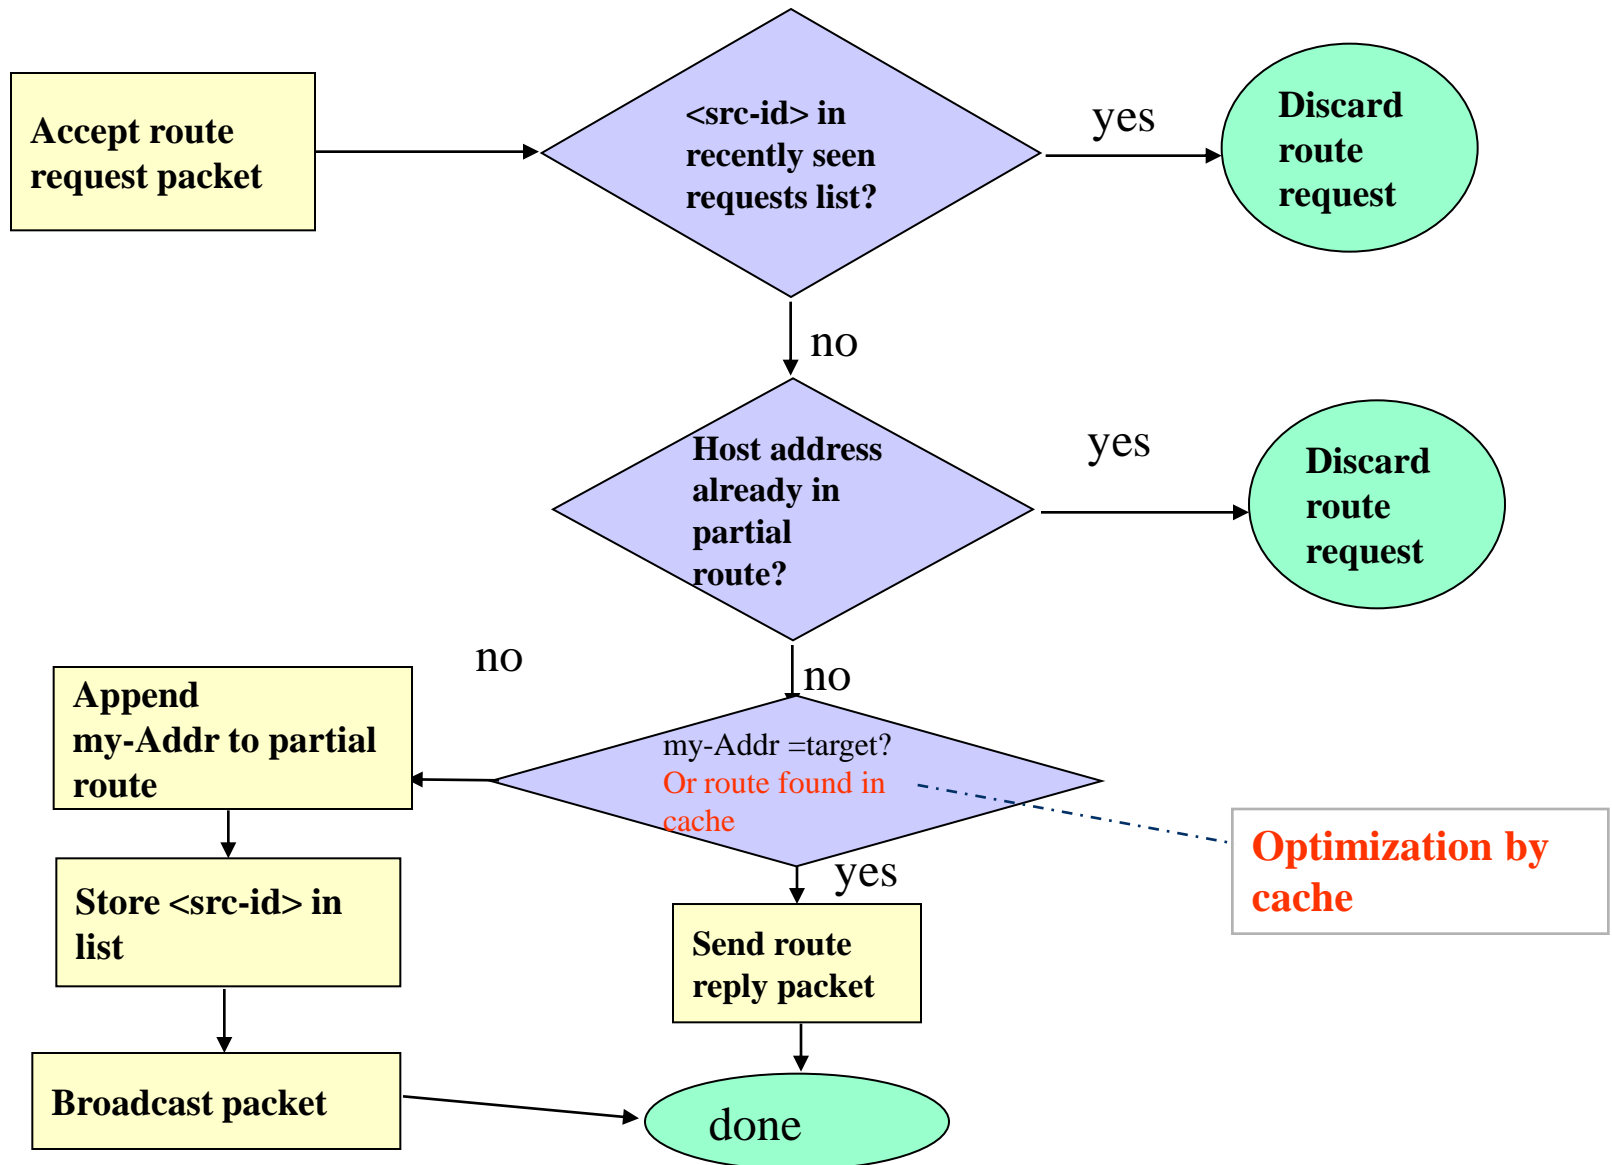 Accept route
request packet
<src-id> in
recently seen
requests list?
yes
Discard
route
request
no
Host address
already in
partial
route?
yes
Discard
route
request
no
no
Append
my-Addr to partial
route
my-Addr =target?
Or route found in
cache
Optimization by
cache
yes
Store <src-id> in
list
Send route
reply packet
Broadcast packet
done